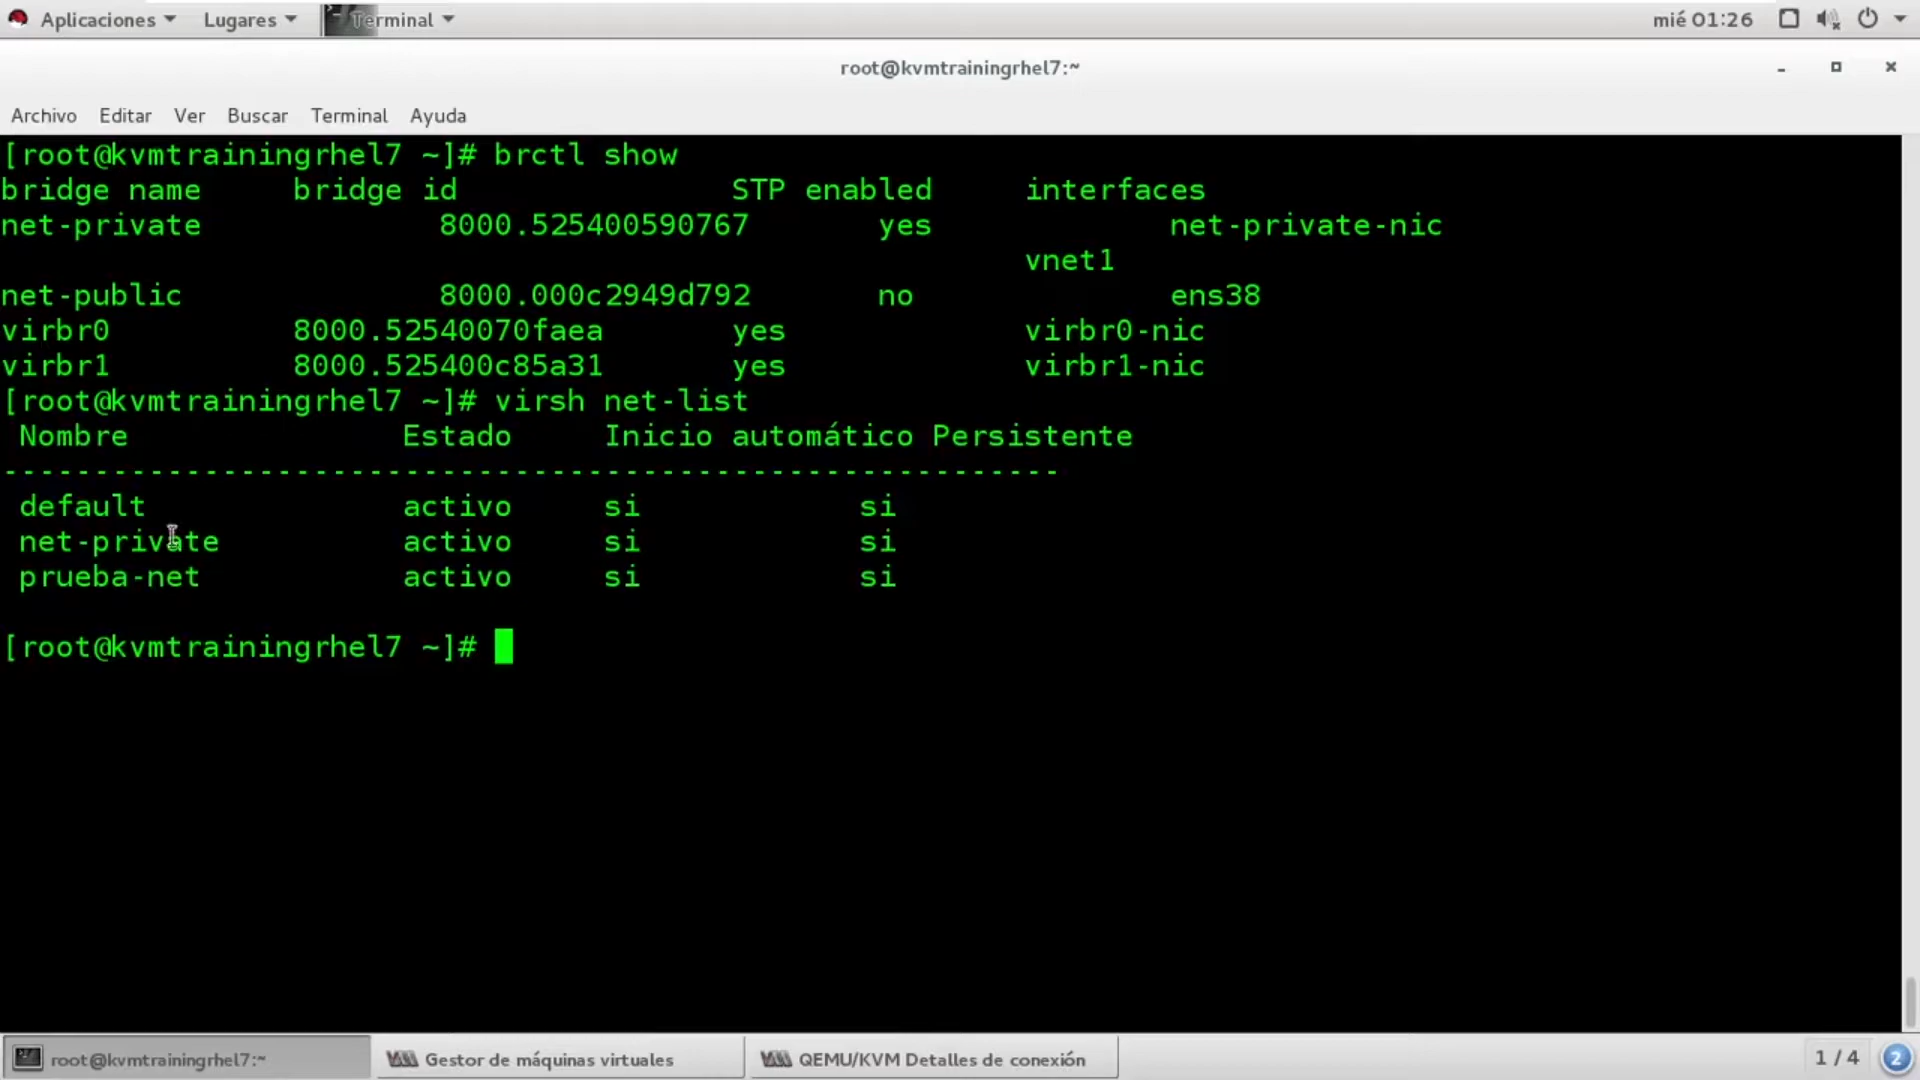 Aplicaciones Lugares Terminal mié 01:26
root@kvmtrainingrhel7:~
Archivo Editar Ver Buscar Terminal Ayuda
[root@kvmtrainingrhel7 ~]# brctl show
bridge name bridge id STP enabled interfaces
net-private 8000.525400590767 yes net-private-nic
vnet1
net-public 8000.000c2949d792 no ens38
virbr0 8000.52540070faea yes virbr0-nic
virbr1 8000.525400c85a31 yes virbr1-nic
[root@kvmtrainingrhel7 ~]# virsh net-list
Nombre Estado Inicio automático Persistente
----------------------------------------------------------
default activo si si
net-private activo si si
prueba-net activo si si
[root@kvmtrainingrhel7 ~]#
root@kvmtrainingrhel7:~ Gestor de máquinas virtuales QEMU/KVM Detalles de conexión 1 / 4 2